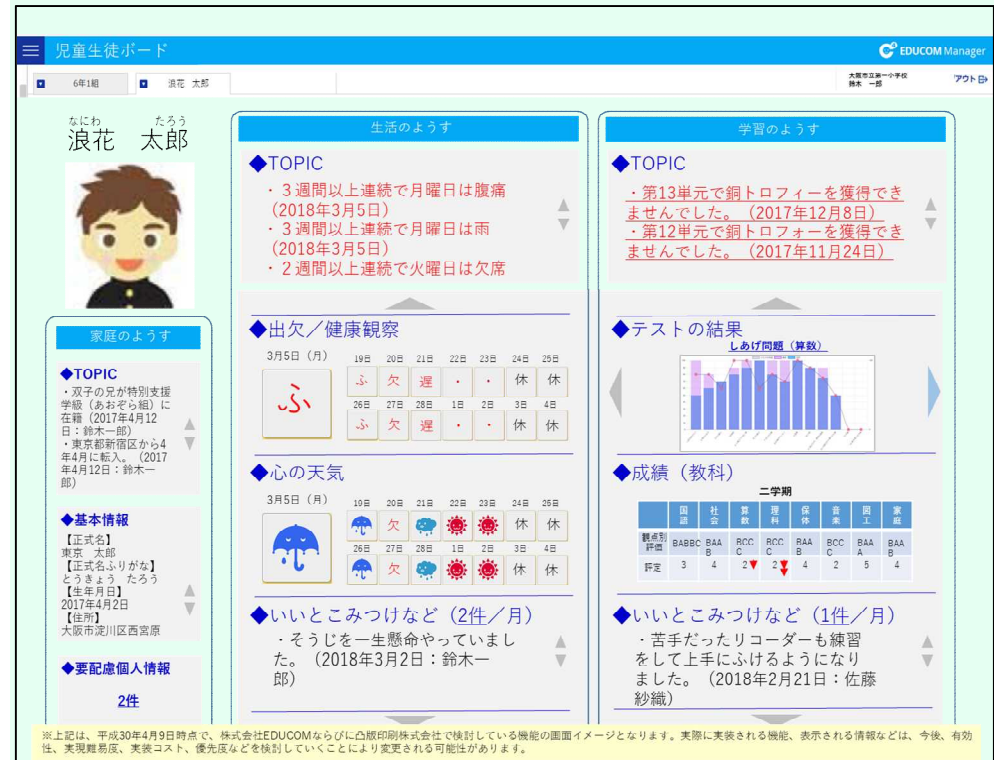 児童生徒ボード
EDUCOM Manager
6年1組
浪花 太郎
大阪市立第一小学校
鈴木 一郎
アウト
なにわ たろう
浪花 太郎
家庭のようす
◆TOPIC
・双子の兄が特別支援
学級（あおぞら組）に
在籍（2017年4月12
日：鈴木一郎）
・東京都新宿区から4
年4月に転入。（2017
年4月12日：鈴木一
郎）
◆基本情報
【正式名】
東京 太郎
【正式名ふりがな】
とうきょう たろう
【生年月日】
2017年4月2日
【住所】
大阪市淀川区西宮原
◆要配慮個人情報
2件
生活のようす
◆TOPIC
・３週間以上連続で月曜日は腹痛
（2018年3月5日）
・３週間以上連続で月曜日は雨
（2018年3月5日）
・２週間以上連続で火曜日は欠席
◆出欠／健康観察
3月5日（月）
19日 20日 21日 22日 23日 24日 25日
ふ
ふ 欠 遅 ・ ・ 休 休
26日 27日 28日 1日 2日 3日 4日
ふ 欠 遅 ・ ・ 休 休
◆心の天気
3月5日（月）
19日 20日 21日 22日 23日 24日 25日
欠 休 休
26日 27日 28日 1日 2日 3日 4日
欠 休 休
◆いいとこみつけなど（2件／月）
・そうじを一生懸命やっていまし
た。（2018年3月2日：鈴木一
郎）
学習のようす
◆TOPIC
・第13単元で銅トロフィーを獲得でき
ませんでした。（2017年12月8日）
・第12単元で銅トロフィーを獲得でき
ませんでした。（2017年11月24日）
◆テストの結果
しあげ問題（算数）
◆成績（教科）
二学期
国語 社会 算数 理科 保体 音楽 図工 家庭
観点別評価 BABBC BAAB BCCC BCCC BAAB BCCC BAAA BAAB
評定 3 4 2 2 4 2 5 4
◆いいとこみつけなど（1件／月）
・苦手だったリコーダーも練習
をして上手にふけるようになり
ました。（2018年2月21日：佐藤
紗織）
※上記は、平成30年4月9日時点で、株式会社EDUCOMならびに凸版印刷株式会社で検討している機能の画面イメージとなります。実際に実装される機能、表示される情報などは、今後、有効
性、実現難易度、実装コスト、優先度などを検討していくことにより変更される可能性があります。